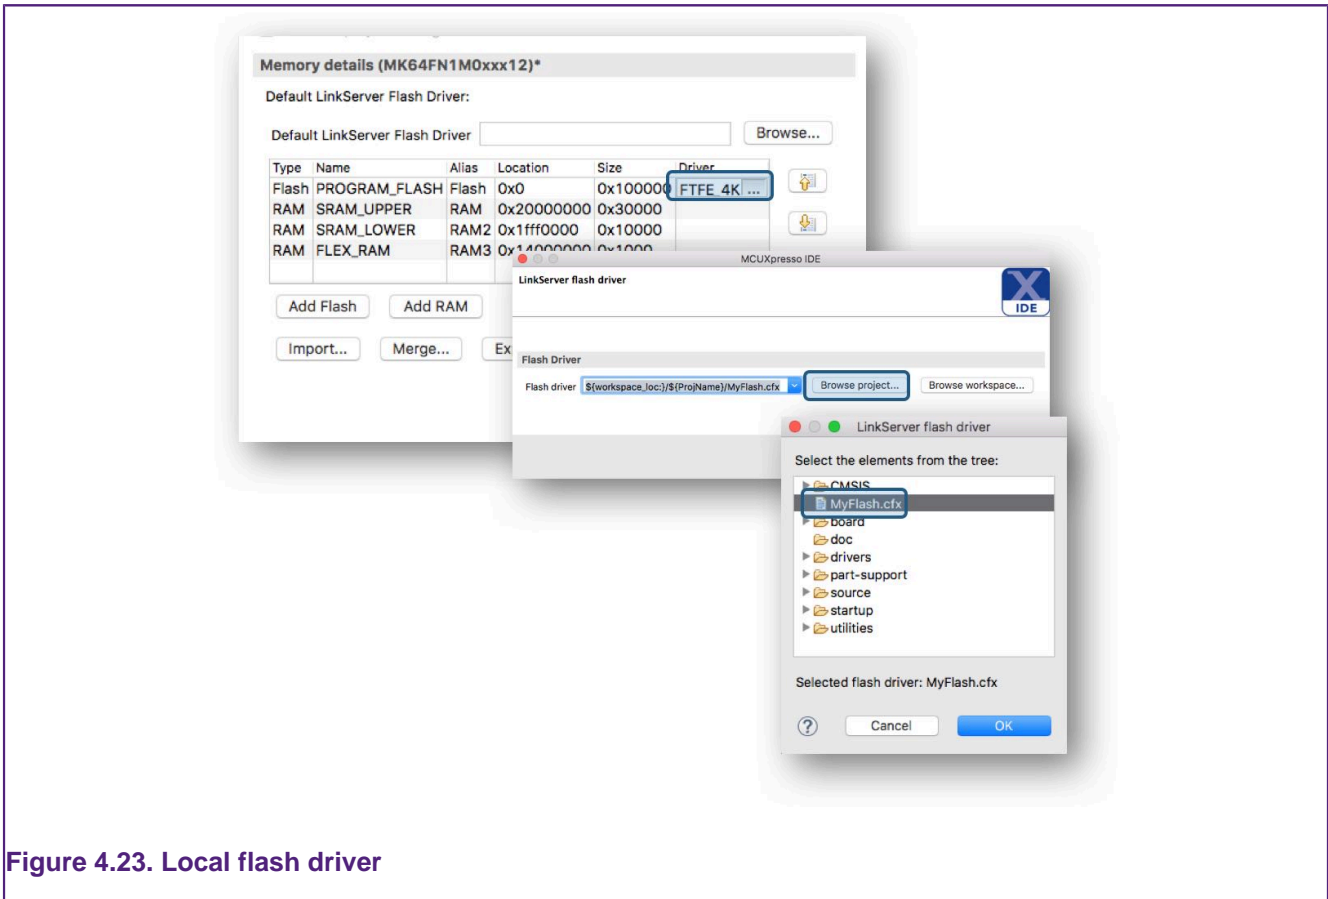 Memory details (MK64FN1M0xxx12)*
Default LinkServer Flash Driver:
Default LinkServer Flash Driver Browse...
Type Name Alias Location Size Driver
Flash PROGRAM_FLASH Flash 0x0 0x100000 FTFE_4K ...
RAM SRAM_UPPER RAM 0x20000000 0x30000
RAM SRAM_LOWER RAM2 0x1fff0000 0x10000
RAM FLEX_RAM RAM3 0x14000000 0x1000
Add Flash Add RAM
Import... Merge... Ex
MCUXpresso IDE
LinkServer flash driver
X
IDE
Flash Driver
Flash driver ${workspace_loc:}/${ProjName}/MyFlash.cfx Browse project... Browse workspace...
LinkServer flash driver
Select the elements from the tree:
CMSIS
MyFlash.cfx
board
doc
drivers
part-support
source
startup
utilities
Selected flash driver: MyFlash.cfx
? Cancel OK
Figure 4.23. Local flash driver